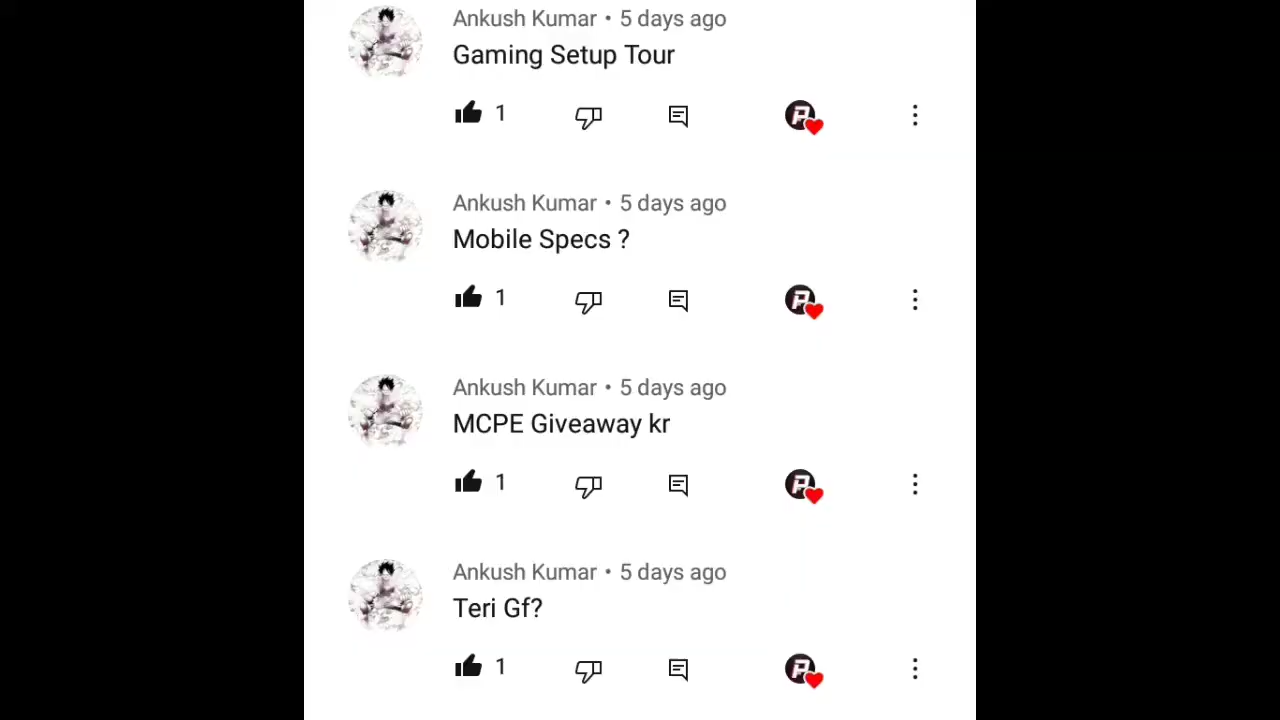 Ankush Kumar • 5 days ago
Gaming Setup Tour
1
Ankush Kumar • 5 days ago
Mobile Specs ?
1
Ankush Kumar • 5 days ago
MCPE Giveaway kr
1
Ankush Kumar • 5 days ago
Teri Gf?
1